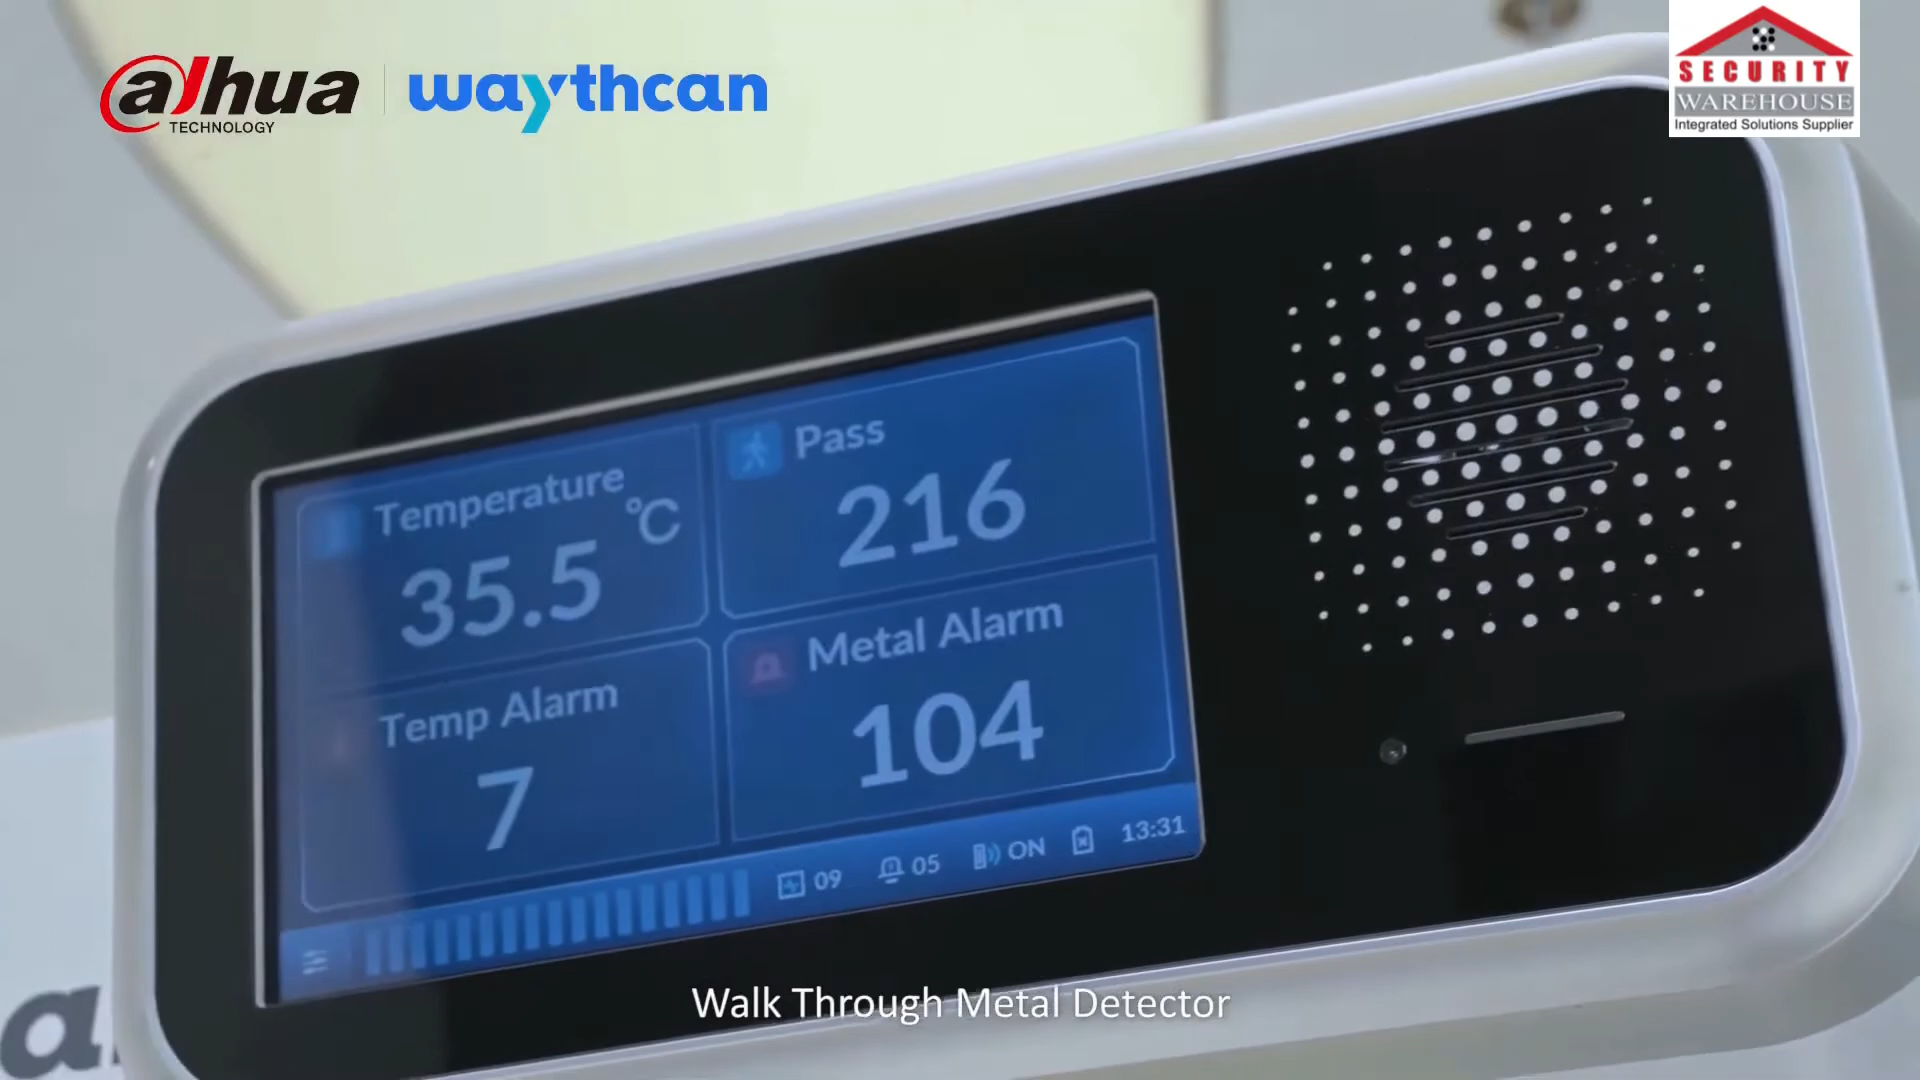 alhua
TECHNOLOGY
waythcan
SECURITY
WAREHOUSE
Integrated Solutions Supplier
Temperature
35.5 °C
Pass
216
Temp Alarm
7
Metal Alarm
104
09
05
ON
13:31
Walk Through Metal Detector